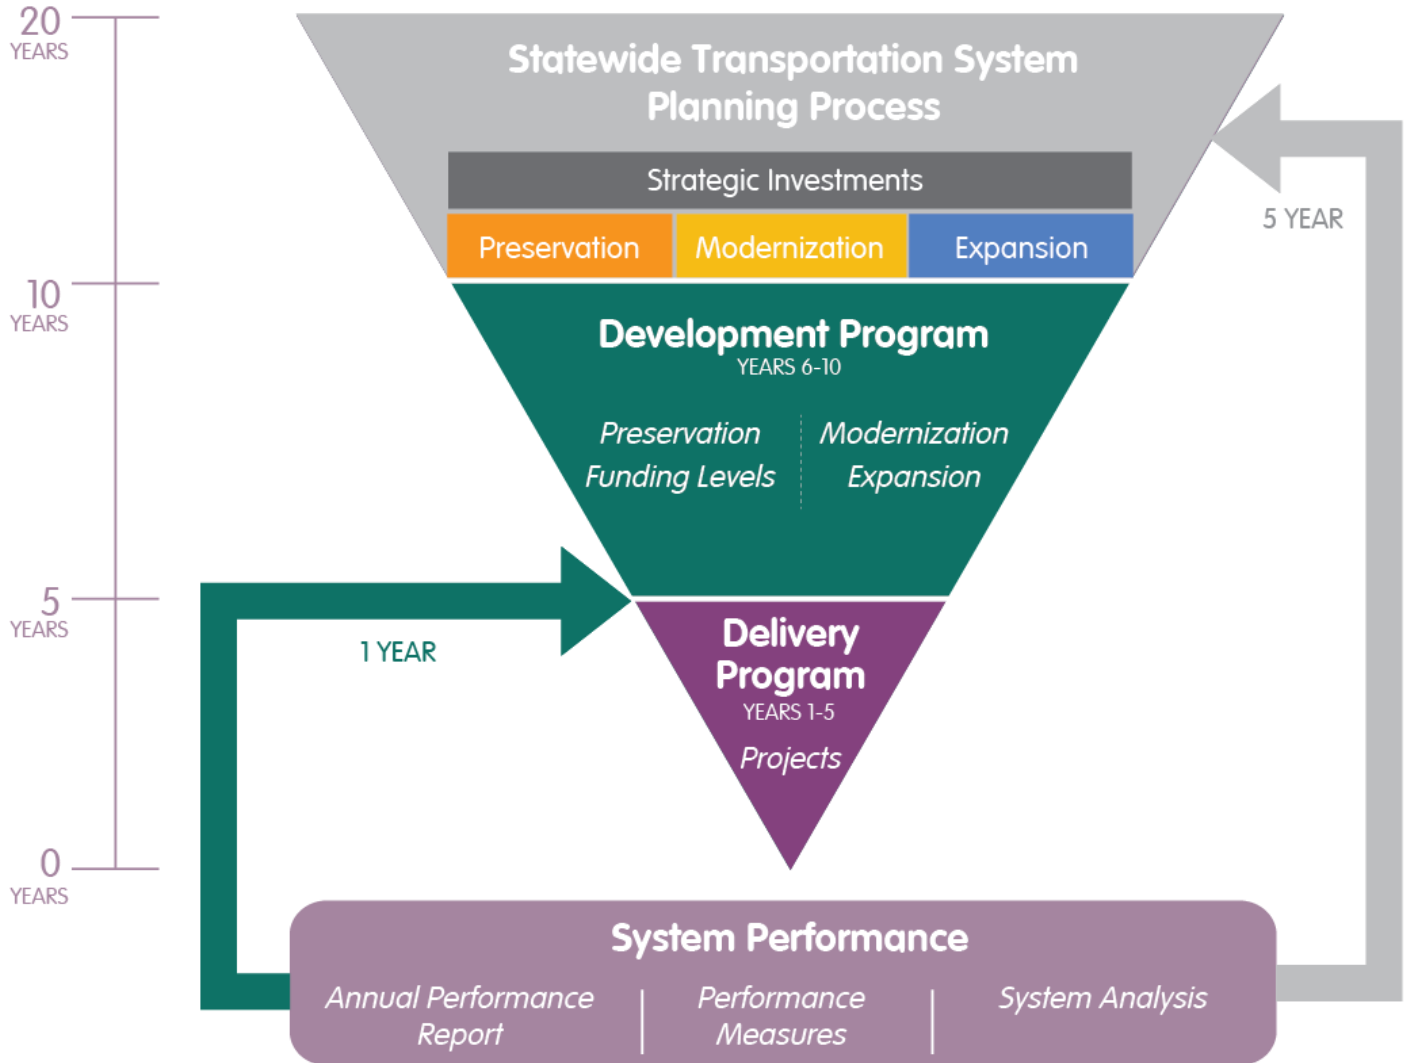 20
YEARS
Statewide Transportation System
Planning Process
Strategic Investments
Preservation
Modernization
Expansion
5 YEAR
10
YEARS
Development Program
YEARS 6-10
Preservation
Funding Levels
Modernization
Expansion
5
YEARS
1 YEAR
Delivery
Program
YEARS 1-5
Projects
0
YEARS
System Performance
Annual Performance
Report
Performance
Measures
System Analysis